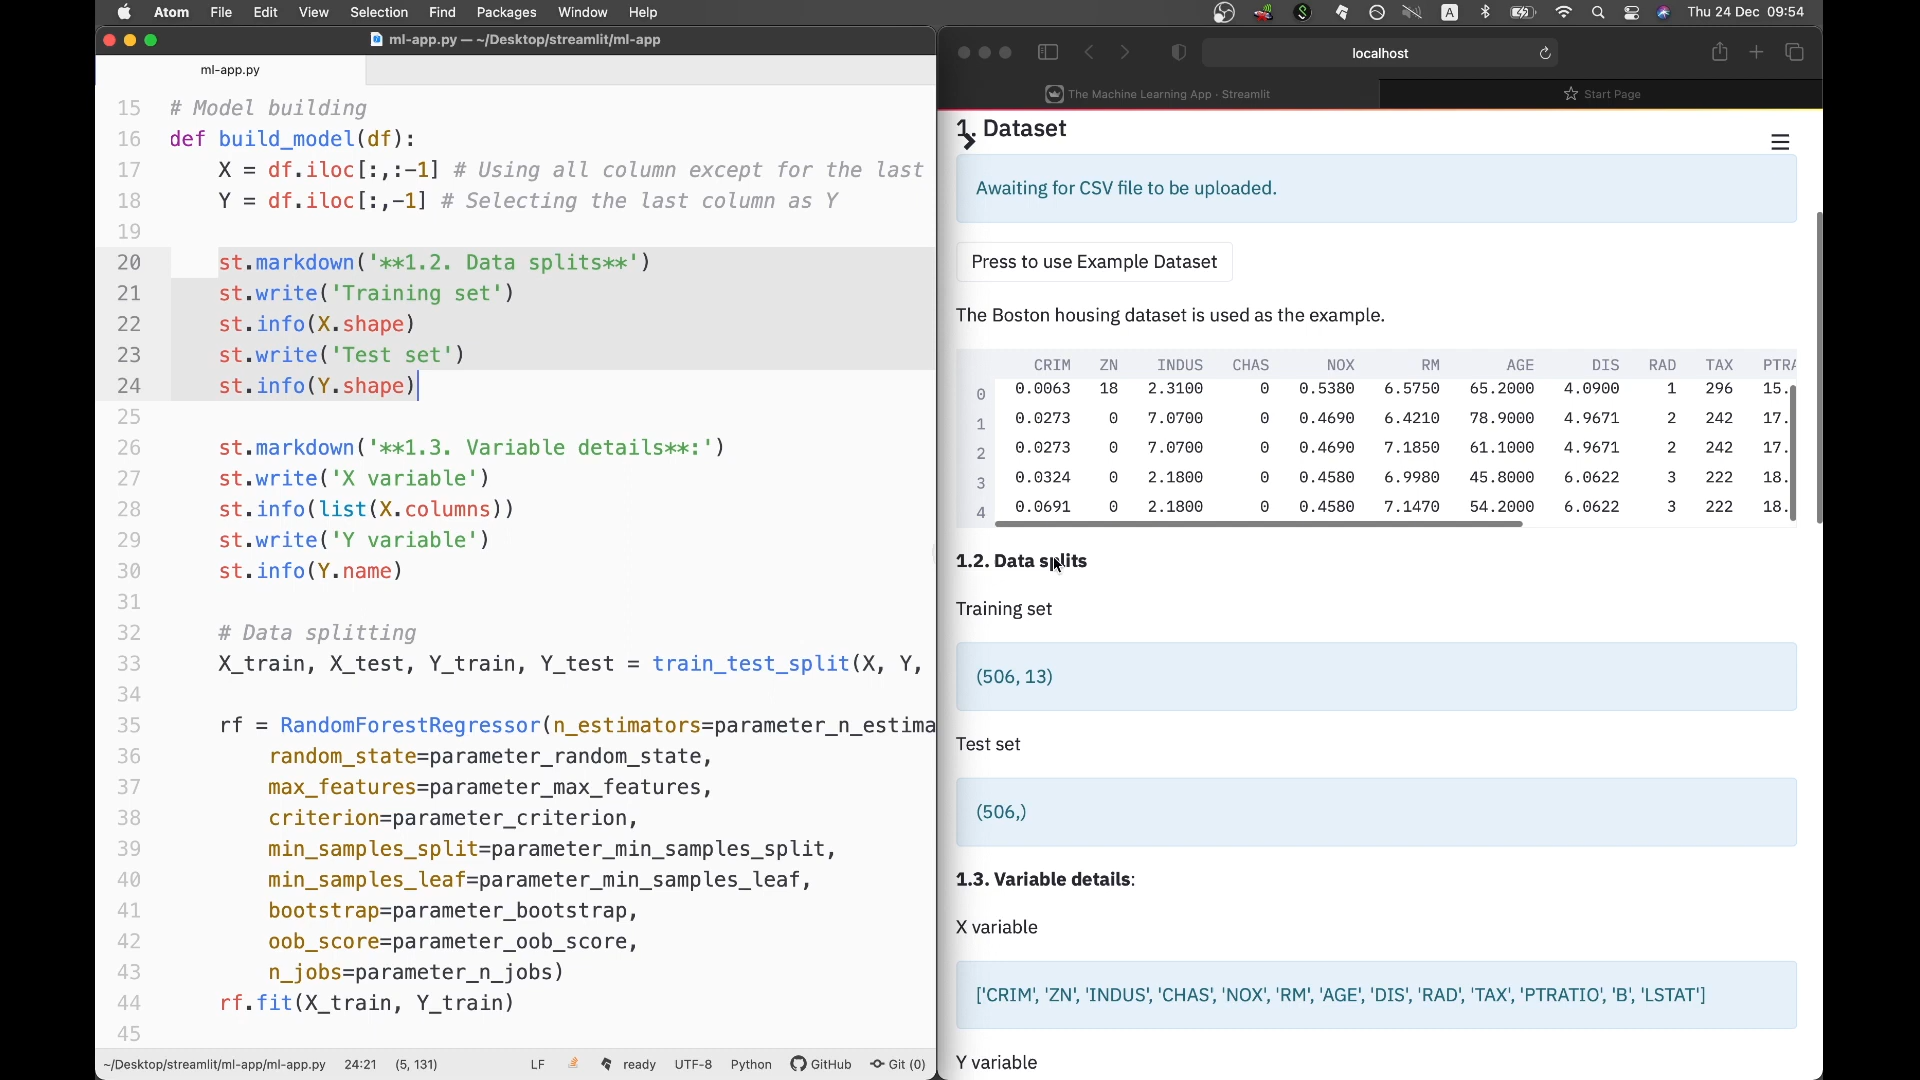 Atom File Edit View Selection Find Packages Window Help
A
Thu 24 Dec 09:54
ml-app.py — ~/Desktop/streamlit/ml-app
ml-app.py
15 # Model building
16 def build_model(df):
17 X = df.iloc[:,:-1] # Using all column except for the last
18 Y = df.iloc[:,-1] # Selecting the last column as Y
19
20 st.markdown('**1.2. Data splits**')
21 st.write('Training set')
22 st.info(X.shape)
23 st.write('Test set')
24 st.info(Y.shape)
25
26 st.markdown('**1.3. Variable details**:')
27 st.write('X variable')
28 st.info(list(X.columns))
29 st.write('Y variable')
30 st.info(Y.name)
31
32 # Data splitting
33 X_train, X_test, Y_train, Y_test = train_test_split(X, Y,
34
35 rf = RandomForestRegressor(n_estimators=parameter_n_estima
36 random_state=parameter_random_state,
37 max_features=parameter_max_features,
38 criterion=parameter_criterion,
39 min_samples_split=parameter_min_samples_split,
40 min_samples_leaf=parameter_min_samples_leaf,
41 bootstrap=parameter_bootstrap,
42 oob_score=parameter_oob_score,
43 n_jobs=parameter_n_jobs)
44 rf.fit(X_train, Y_train)
45
~/Desktop/streamlit/ml-app/ml-app.py 24:21 (5, 131) LF ready UTF-8 Python GitHub Git (0)
localhost
The Machine Learning App · Streamlit
Start Page
1. Dataset
Awaiting for CSV file to be uploaded.
Press to use Example Dataset
The Boston housing dataset is used as the example.
CRIM ZN INDUS CHAS NOX RM AGE DIS RAD TAX PTRA
0 0.0063 18 2.3100 0 0.5380 6.5750 65.2000 4.0900 1 296 15.
1 0.0273 0 7.0700 0 0.4690 6.4210 78.9000 4.9671 2 242 17.
2 0.0273 0 7.0700 0 0.4690 7.1850 61.1000 4.9671 2 242 17.
3 0.0324 0 2.1800 0 0.4580 6.9980 45.8000 6.0622 3 222 18.
4 0.0691 0 2.1800 0 0.4580 7.1470 54.2000 6.0622 3 222 18.
1.2. Data splits
Training set
(506, 13)
Test set
(506,)
1.3. Variable details:
X variable
['CRIM', 'ZN', 'INDUS', 'CHAS', 'NOX', 'RM', 'AGE', 'DIS', 'RAD', 'TAX', 'PTRATIO', 'B', 'LSTAT']
Y variable